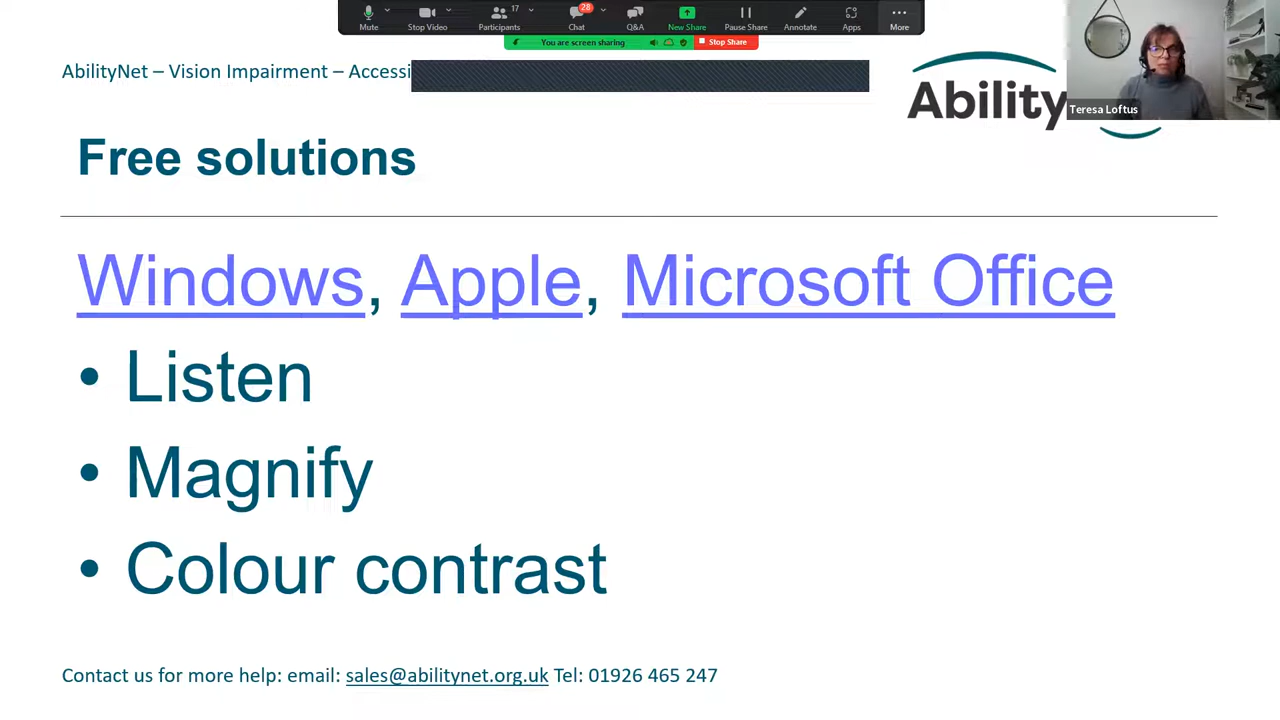 Mute
Stop Video
Participants
17
Chat
28
Q&A
New Share
Pause Share
Annotate
Apps
More
You are screen sharing
Stop Share
AbilityNet – Vision Impairment – Accessi
Ability
Teresa Loftus
Free solutions
Windows, Apple, Microsoft Office
• Listen
• Magnify
• Colour contrast
Contact us for more help: email: sales@abilitynet.org.uk Tel: 01926 465 247